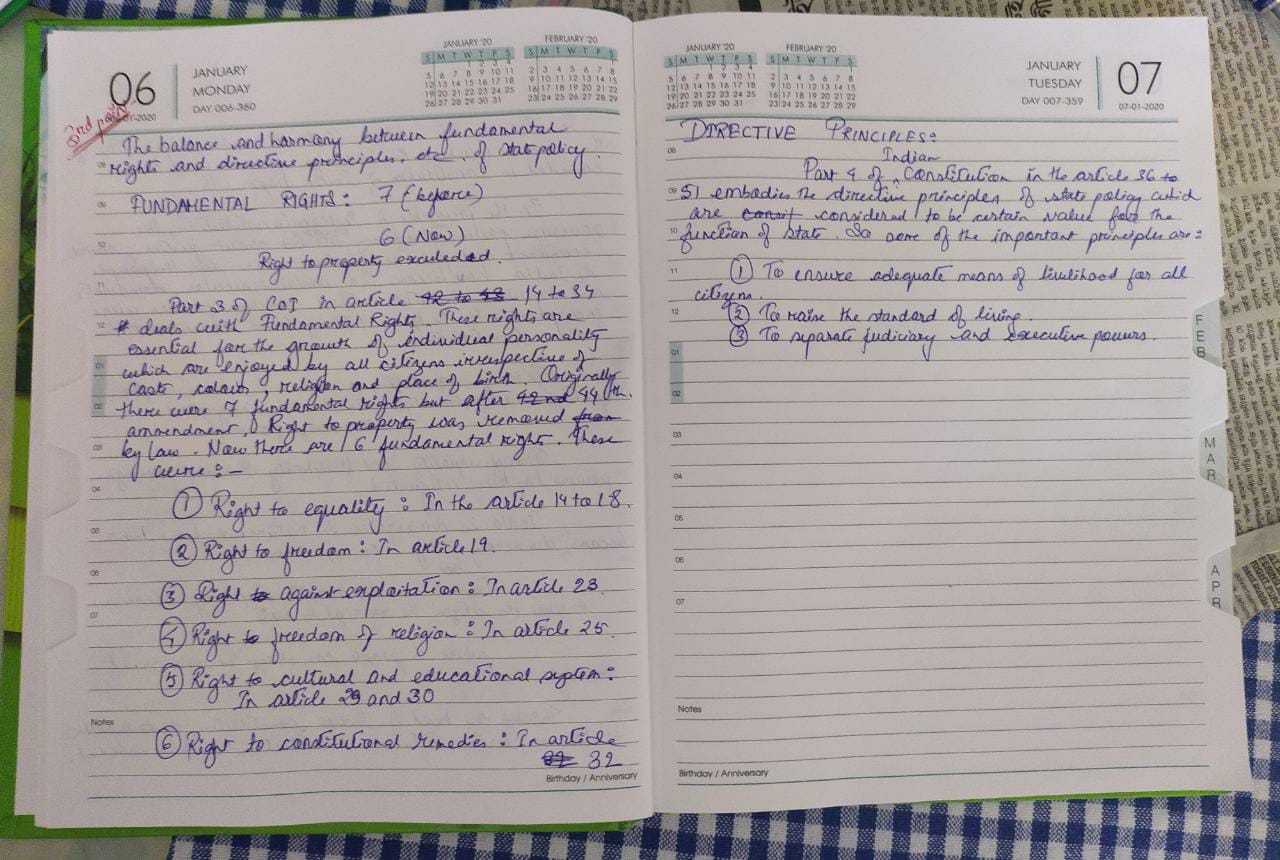 06
JANUARY
MONDAY
DAY 006-360
JANUARY '20
S M T W T F S
1 2 3 4
5 6 7 8 9 10 11
12 13 14 15 16 17 18
19 20 21 22 23 24 25
26 27 28 29 30 31
FEBRUARY '20
S M T W T F S
1
2 3 4 5 6 7 8
9 10 11 12 13 14 15
16 17 18 19 20 21 22
23 24 25 26 27 28 29
-01-2020
3rd
The balance and harmony between fundamental
rights and directive principles. etc. of state policy.
FUNDAMENTAL RIGHTS: 7 (before)
6 (Now)
Right to property exculeded.
Part 3 of COI in article 42 to 48 14 to 34
# deals with Fundamental Rights. These rights are
essential for the growth of individual personality
which are enjoyed by all citizens irrespective of
caste, colour, religion and place of birth. Originally
there were 7 fundamental rights but after 42nd 44th.
ammendment, Right to property was removed from
by law. Now there are 6 fundamental right. These
were :-
① Right to equality : In the article 14 to 18.
② Right to freedom : In article 19.
③ Right to against exploitation : In article 23.
④ Right to freedom of religion : In article 25.
⑤ Right to cultural and educational system :
In article 29 and 30
Notes
⑥ Right to constitutional remedies : In article
32
Birthday / Anniversary
JANUARY '20
S M T W T F S
1 2 3 4
5 6 7 8 9 10 11
12 13 14 15 16 17 18
19 20 21 22 23 24 25
26 27 28 29 30 31
FEBRUARY '20
S M T W T F S
1
2 3 4 5 6 7 8
9 10 11 12 13 14 15
16 17 18 19 20 21 22
23 24 25 26 27 28 29
JANUARY
TUESDAY
DAY 007-359
07
07-01-2020
DIRECTIVE PRINCIPLES:
Indian
Part 4 of Constitution in the article 36 to
51 embodies the directive principles of state policy which
are consit considered to be certain value for the
function of state. So some of the important principles are:
① To ensure adequate means of livelihood for all
citizens.
② To raise the standard of living.
③ To separate judiciary and executive powers.
Notes
Birthday / Anniversary
FEB
MAR
APR